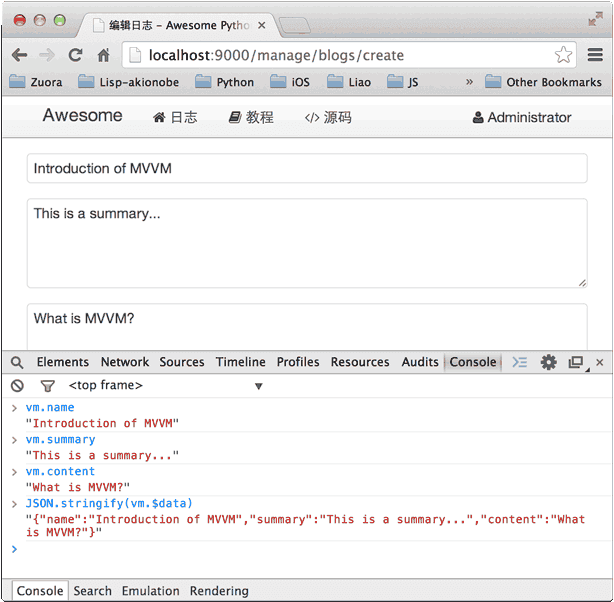 编辑日志 - Awesome Pytho
localhost:9000/manage/blogs/create
Zuora Lisp-akionobe Python iOS Liao JS » Other Bookmarks
Awesome 日志 教程 </> 源码 Administrator
Introduction of MVVM
This is a summary...
What is MVVM?
Elements Network Sources Timeline Profiles Resources Audits Console
<top frame>
> vm.name
"Introduction of MVVM"
> vm.summary
"This is a summary..."
> vm.content
"What is MVVM?"
> JSON.stringify(vm.$data)
"{"name":"Introduction of MVVM","summary":"This is a summary...","content":"What
is MVVM?"}"
>
Console Search Emulation Rendering